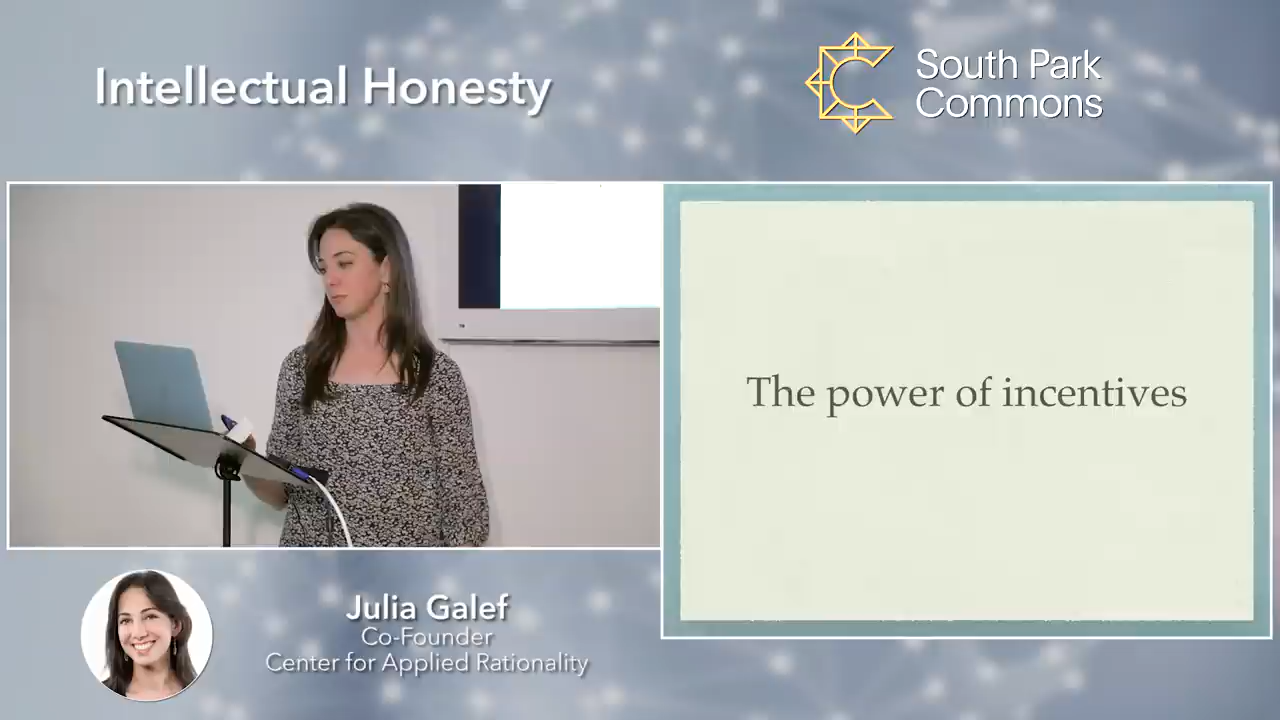 Intellectual Honesty
South Park
Commons
The power of incentives
Julia Galef
Co-Founder
Center for Applied Rationality